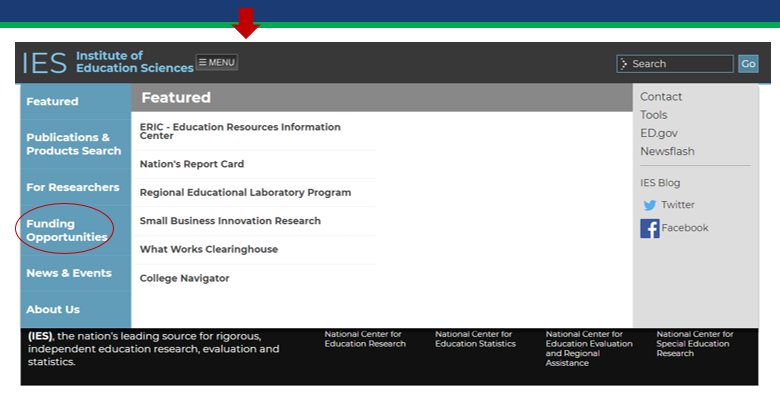 IES Institute of
Education Sciences
☰ MENU
Search
Go
Featured
Publications &
Products Search
For Researchers
Funding
Opportunities
News & Events
About Us
Featured
ERIC - Education Resources Information
Center
Nation's Report Card
Regional Educational Laboratory Program
Small Business Innovation Research
What Works Clearinghouse
College Navigator
Contact
Tools
ED.gov
Newsflash
IES Blog
Twitter
Facebook
(IES), the nation's leading source for rigorous,
independent education research, evaluation and
statistics.
National Center for
Education Research
National Center for
Education Statistics
National Center for
Education Evaluation
and Regional
Assistance
National Center for
Special Education
Research